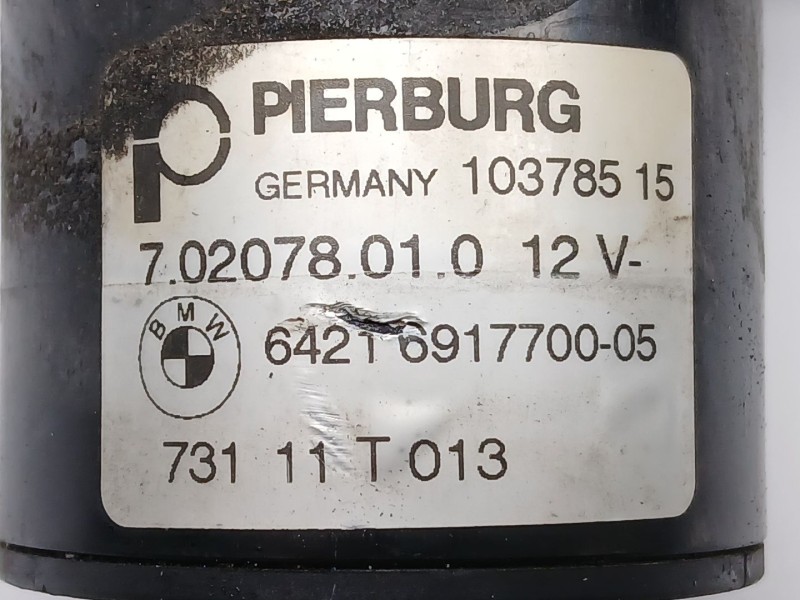 PIERBURG
GERMANY 103785 15
7.02078.01.0 12 V-
BMW
6421 6917700-05
731 11 T 013